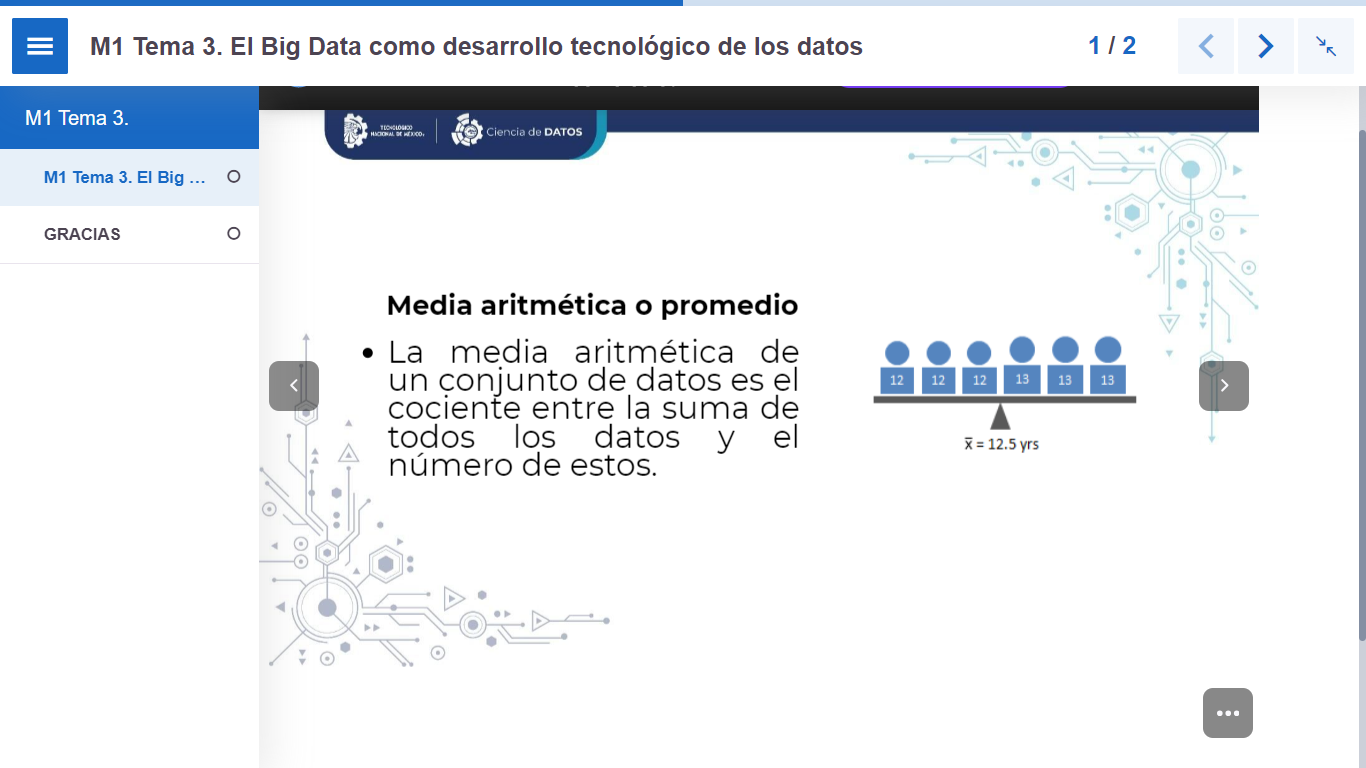 M1 Tema 3. El Big Data como desarrollo tecnológico de los datos
1 / 2
M1 Tema 3.
M1 Tema 3. El Big ...
GRACIAS
TECNOLÓGICO
NACIONAL DE MÉXICO
Ciencia de DATOS
Media aritmética o promedio
• La media aritmética de
un conjunto de datos es el
cociente entre la suma de
todos los datos y el
número de estos.
12 12 12 13 13 13
x̄ = 12.5 yrs